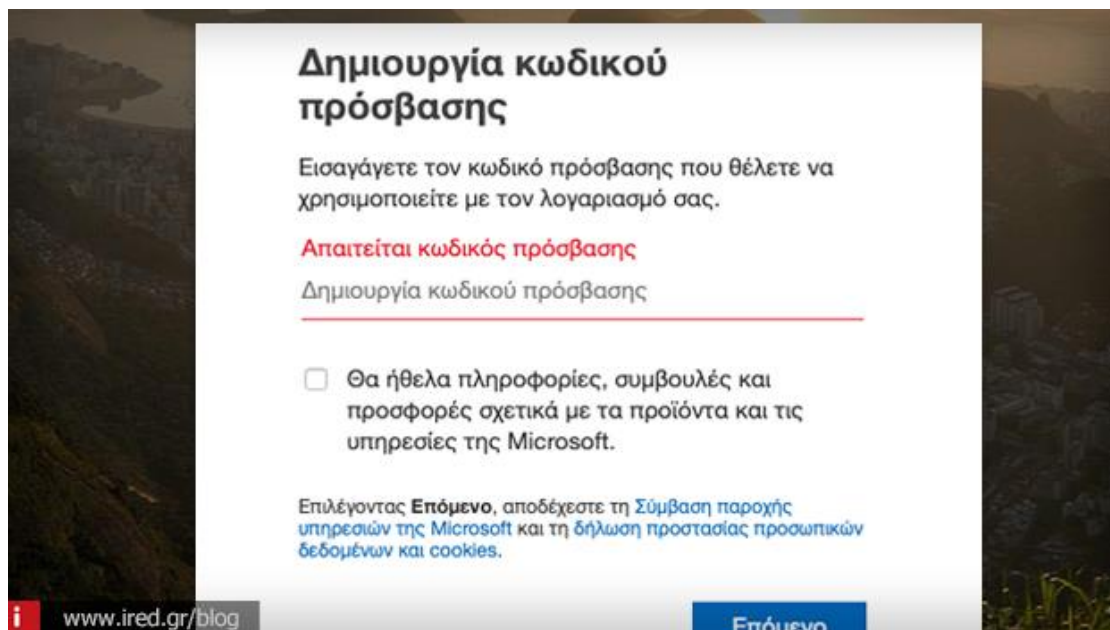 Δημιουργία κωδικού
πρόσβασης
Εισαγάγετε τον κωδικό πρόσβασης που θέλετε να
χρησιμοποιείτε με τον λογαριασμό σας.
Απαιτείται κωδικός πρόσβασης
Δημιουργία κωδικού πρόσβασης
Θα ήθελα πληροφορίες, συμβουλές και
προσφορές σχετικά με τα προϊόντα και τις
υπηρεσίες της Microsoft.
Επιλέγοντας Επόμενο, αποδέχεστε τη Σύμβαση παροχής
υπηρεσιών της Microsoft και τη δήλωση προστασίας προσωπικών
δεδομένων και cookies.
Επόμενο
i www.ired.gr/blog